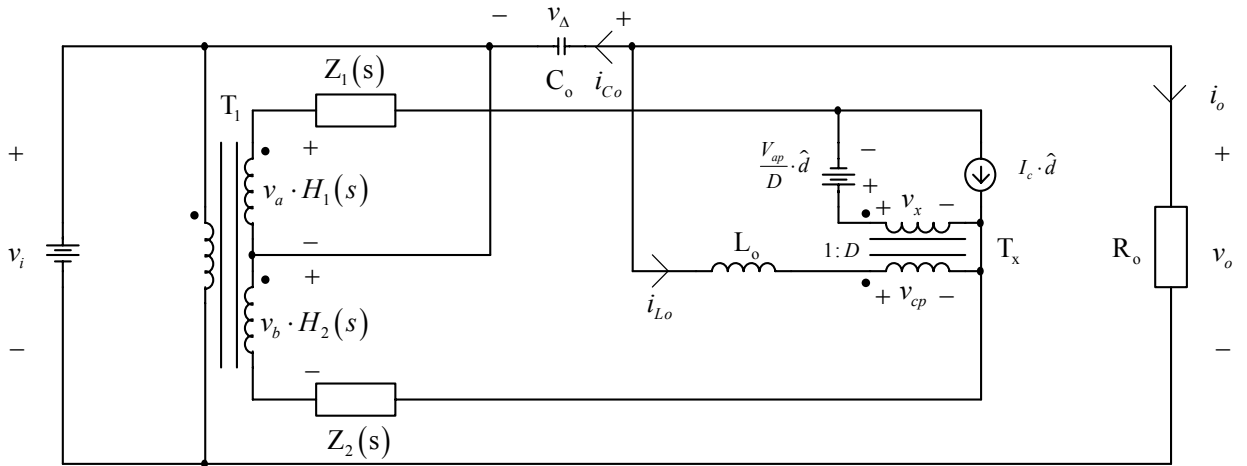 − v_Δ +
C_o i_Co
Z_1(s)
T_1
i_o
+ + − +
V_ap/D · d̂ I_c · d̂
+
v_a · H_1(s) + v_x −
v_i − L_o 1:D T_x R_o v_o
+ + v_cp −
v_b · H_2(s) i_Lo
− − −
Z_2(s)